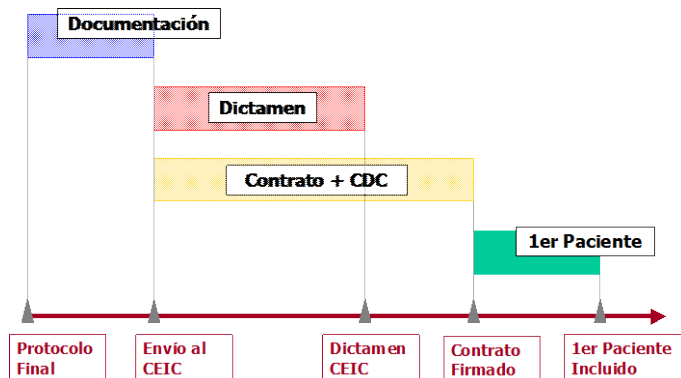 Documentación
Dictamen
Contrato + CDC
1er Paciente
Protocolo
Final
Envío al
CEIC
Dictamen
CEIC
Contrato
Firmado
1er Paciente
Incluido